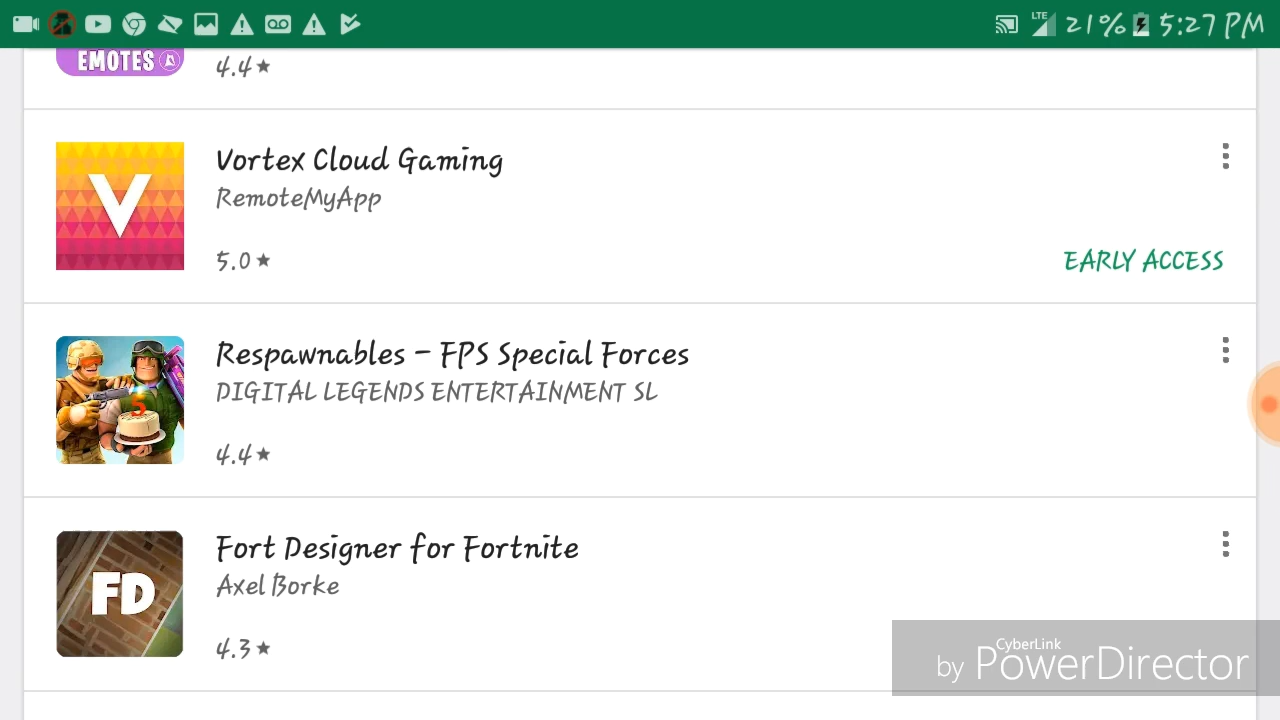 LTE 21% 5:27 PM
EMOTES
4.4★
V
Vortex Cloud Gaming
RemoteMyApp
5.0★
EARLY ACCESS
5
Respawnables – FPS Special Forces
DIGITAL LEGENDS ENTERTAINMENT SL
4.4★
FD
Fort Designer for Fortnite
Axel Borke
4.3★
CyberLink
by PowerDirector